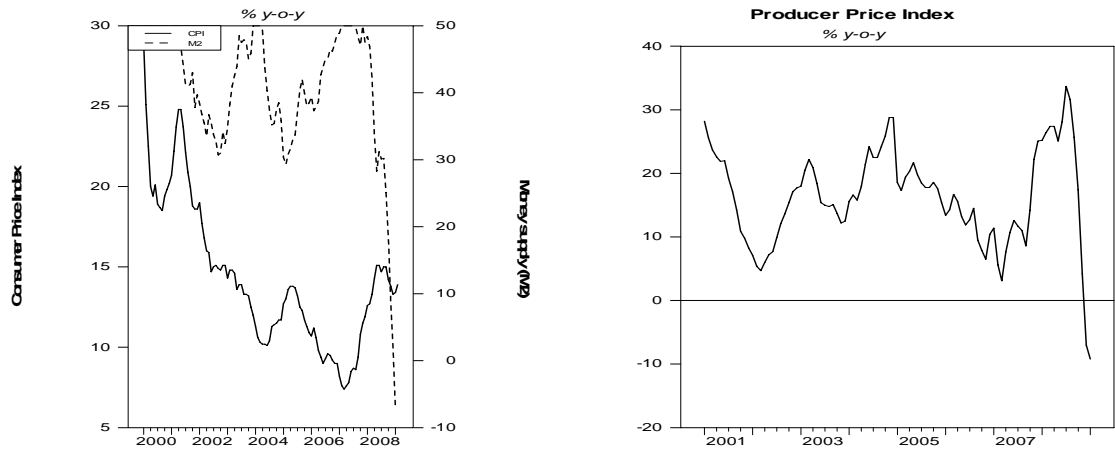 % y-o-y
CPI
M2
30
25
20
15
10
5
50
40
30
20
10
0
-10
2000 2002 2004 2006 2008
Consumer Price Index
Money supply (M2)
Producer Price Index
% y-o-y
40
30
20
10
0
-10
-20
2001 2003 2005 2007